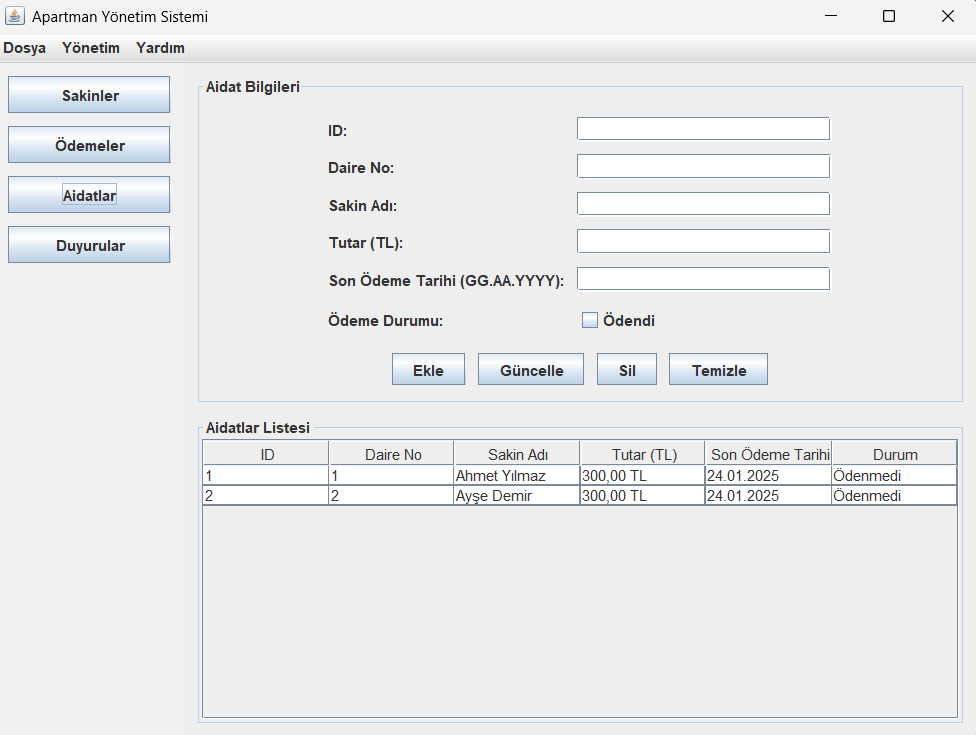 Apartman Yönetim Sistemi
Dosya Yönetim Yardım
Sakinler
Ödemeler
Aidatlar
Duyurular
Aidat Bilgileri
ID:
Daire No:
Sakin Adı:
Tutar (TL):
Son Ödeme Tarihi (GG.AA.YYYY):
Ödeme Durumu: Ödendi
Ekle Güncelle Sil Temizle
Aidatlar Listesi
ID Daire No Sakin Adı Tutar (TL) Son Ödeme Tarihi Durum
1 1 Ahmet Yılmaz 300,00 TL 24.01.2025 Ödenmedi
2 2 Ayşe Demir 300,00 TL 24.01.2025 Ödenmedi